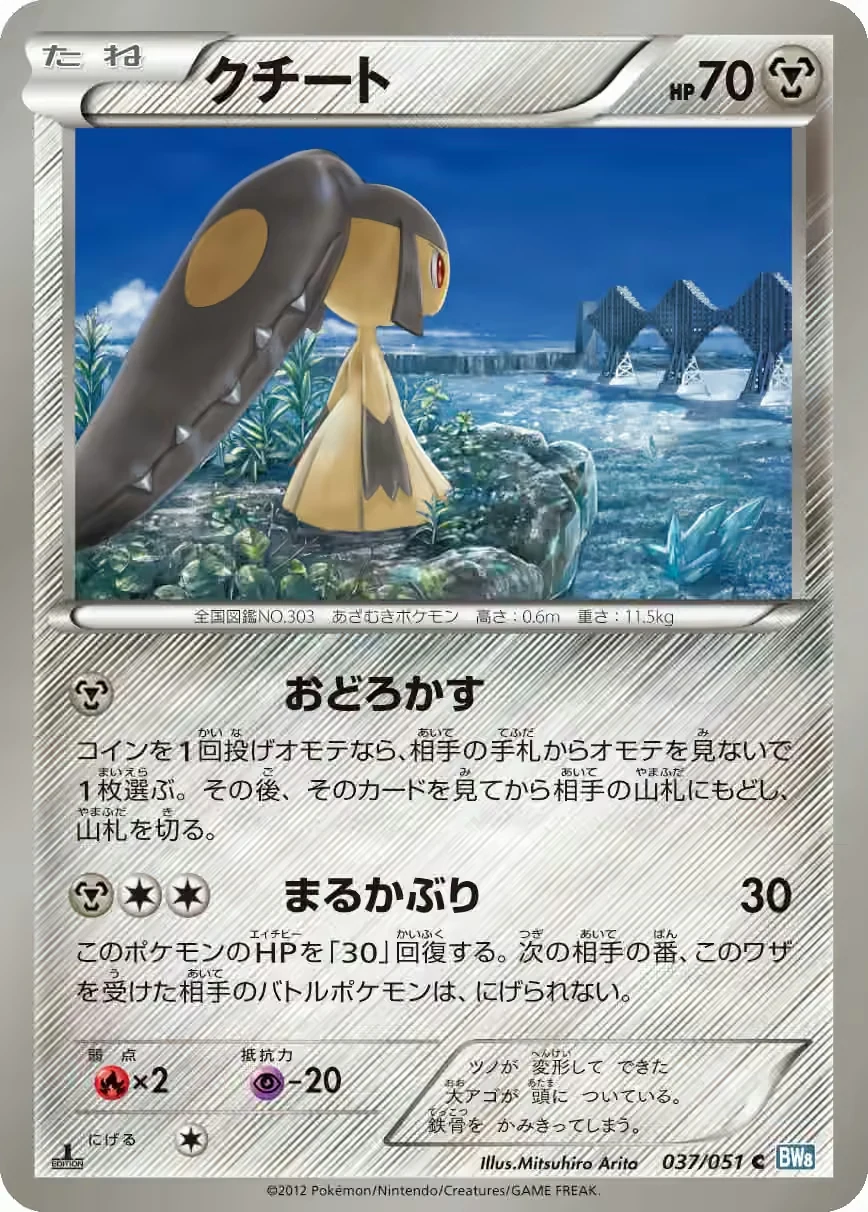 たね クチート HP70
全国図鑑NO.303 あざむきポケモン 高さ:0.6m 重さ:11.5kg
おどろかす
コインを1回投げオモテなら、相手の手札からオモテを見ないで
1枚選ぶ。その後、そのカードを見てから相手の山札にもどし、
山札を切る。
まるかぶり 30
このポケモンのHPを「30」回復する。次の相手の番、このワザ
を受けた相手のバトルポケモンは、にげられない。
弱点 抵抗力
×2 -20
ツノが 変形して できた
大アゴが 頭に ついている。
鉄骨を かみきってしまう。
にげる
1 EDITION
Illus.Mitsuhiro Arita 037/051 C BW8
©2012 Pokémon/Nintendo/Creatures/GAME FREAK.